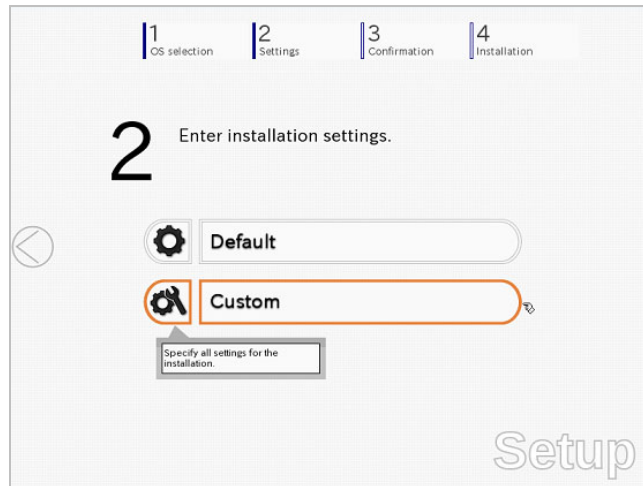 1
OS selection
2
Settings
3
Confirmation
4
Installation
2
Enter installation settings.
Default
Custom
Specify all settings for the
installation.
Setup